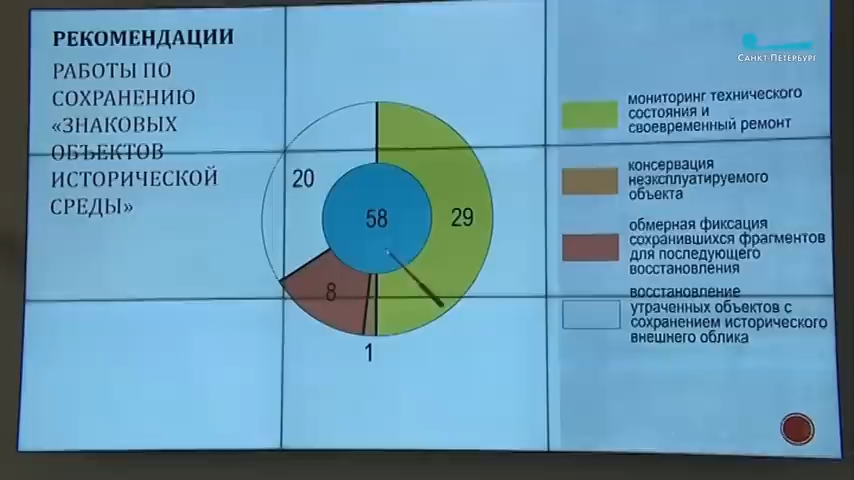 РЕКОМЕНДАЦИИ
РАБОТЫ ПО
СОХРАНЕНИЮ
«ЗНАКОВЫХ
ОБЪЕКТОВ
ИСТОРИЧЕСКОЙ
СРЕДЫ»
20
58
29
8
1
Санкт-Петербург
мониторинг технического
состояния и
своевременный ремонт
консервация
неэксплуатируемого
объекта
обмерная фиксация
сохранившихся фрагментов
для последующего
восстановления
восстановление
утраченных объектов с
сохранением исторического
внешнего облика